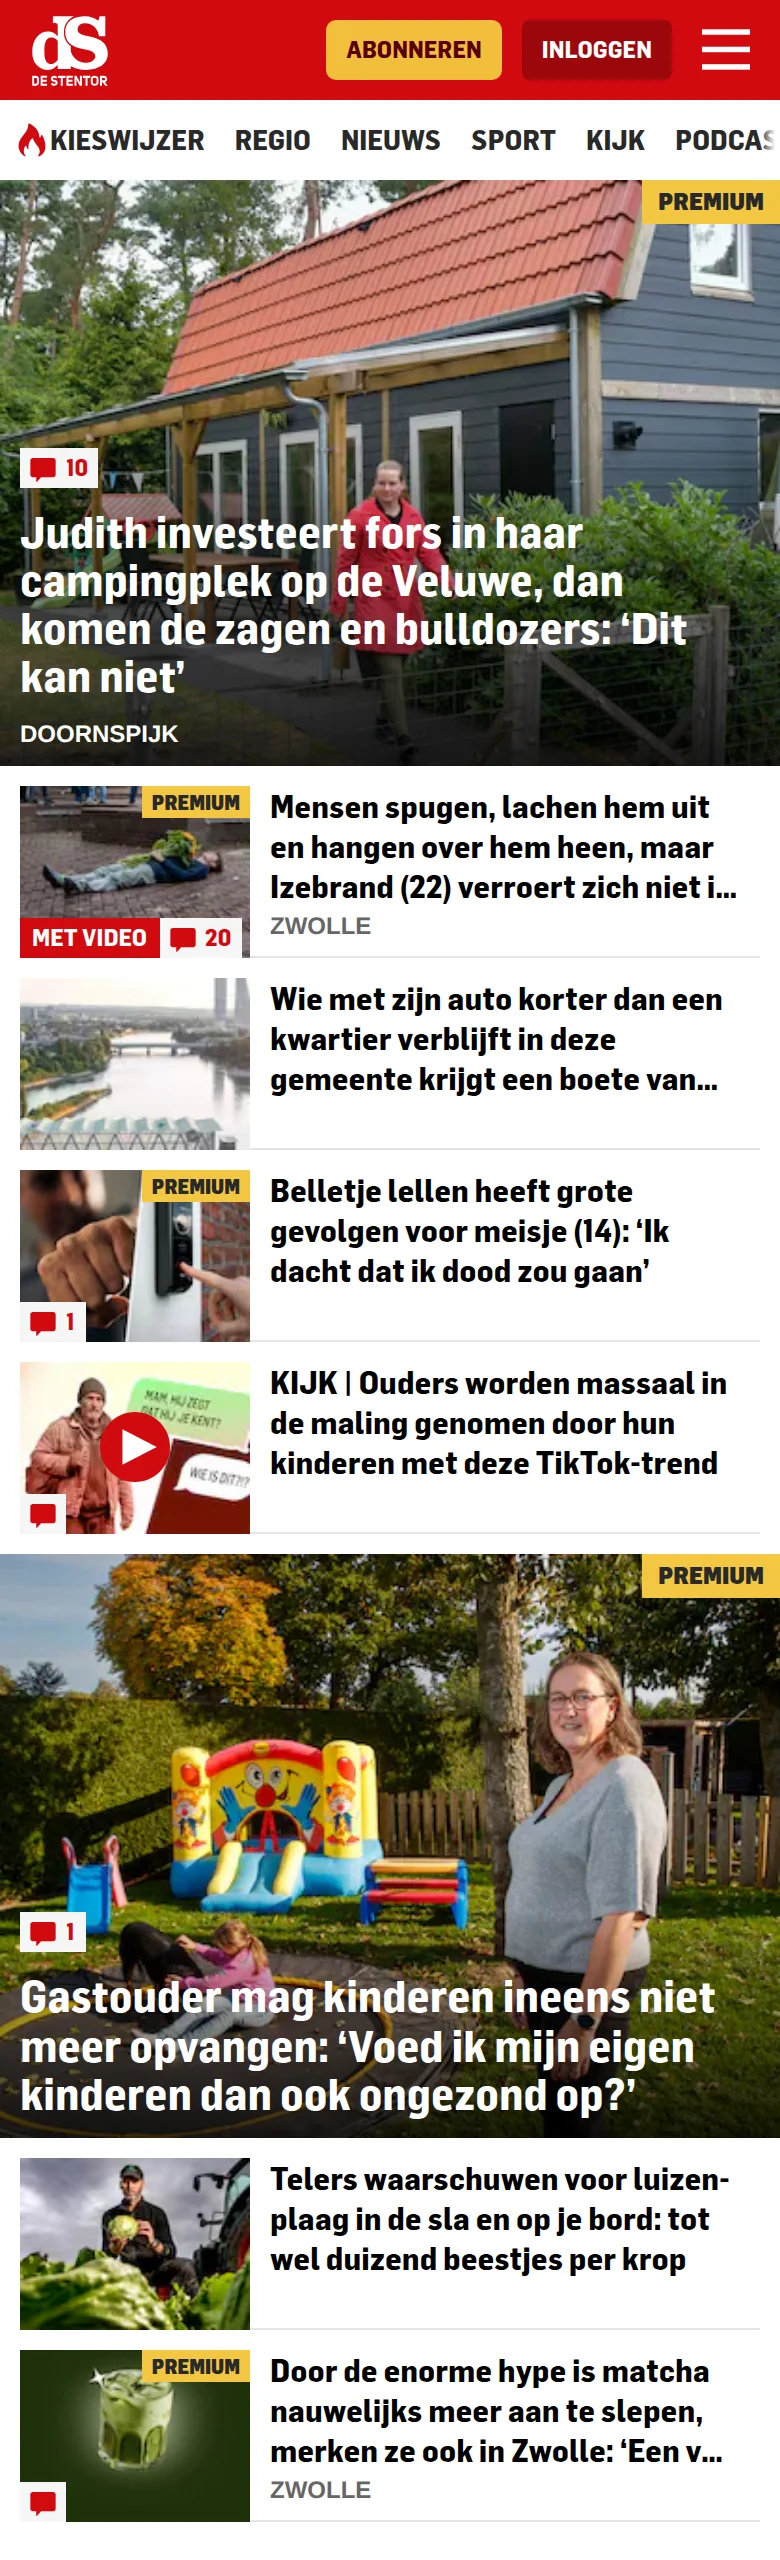 dS
DE STENTOR
ABONNEREN
INLOGGEN
KIESWIJZER REGIO NIEUWS SPORT KIJK PODCAS
PREMIUM
10
Judith investeert fors in haar
campingplek op de Veluwe, dan
komen de zagen en bulldozers: ‘Dit
kan niet’
DOORNSPIJK
PREMIUM
MET VIDEO
20
Mensen spugen, lachen hem uit
en hangen over hem heen, maar
Izebrand (22) verroert zich niet i...
ZWOLLE
Wie met zijn auto korter dan een
kwartier verblijft in deze
gemeente krijgt een boete van...
PREMIUM
1
Belletje lellen heeft grote
gevolgen voor meisje (14): ‘Ik
dacht dat ik dood zou gaan’
MAM, HIJ ZEGT
DAT HIJ JE KENT?
WIE IS DIT?!?
KIJK | Ouders worden massaal in
de maling genomen door hun
kinderen met deze TikTok-trend
PREMIUM
1
Gastouder mag kinderen ineens niet
meer opvangen: ‘Voed ik mijn eigen
kinderen dan ook ongezond op?’
Telers waarschuwen voor luizen-
plaag in de sla en op je bord: tot
wel duizend beestjes per krop
PREMIUM
Door de enorme hype is matcha
nauwelijks meer aan te slepen,
merken ze ook in Zwolle: ‘Een v...
ZWOLLE